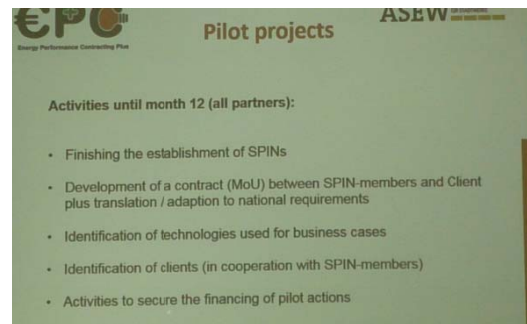 €PC
+
Energy Performance Contracting Plus
ASEW
Pilot projects
Activities until month 12 (all partners):
• Finishing the establishment of SPINs
• Development of a contract (MoU) between SPIN-members and Client
plus translation / adaption to national requirements
• Identification of technologies used for business cases
• Identification of clients (in cooperation with SPIN-members)
• Activities to secure the financing of pilot actions